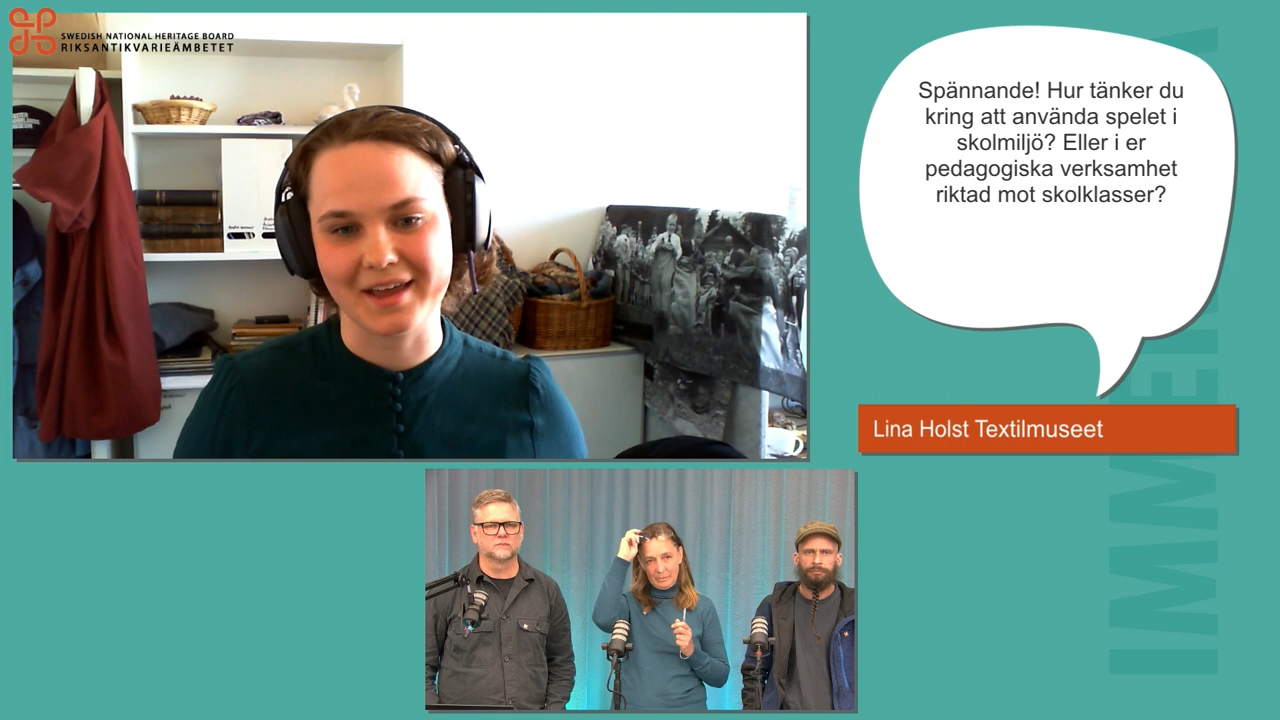 SWEDISH NATIONAL HERITAGE BOARD
RIKSANTIKVARIEÄMBETET
Spännande! Hur tänker du
kring att använda spelet i
skolmiljö? Eller i er
pedagogiska verksamhet
riktad mot skolklasser?
Lina Holst Textilmuseet